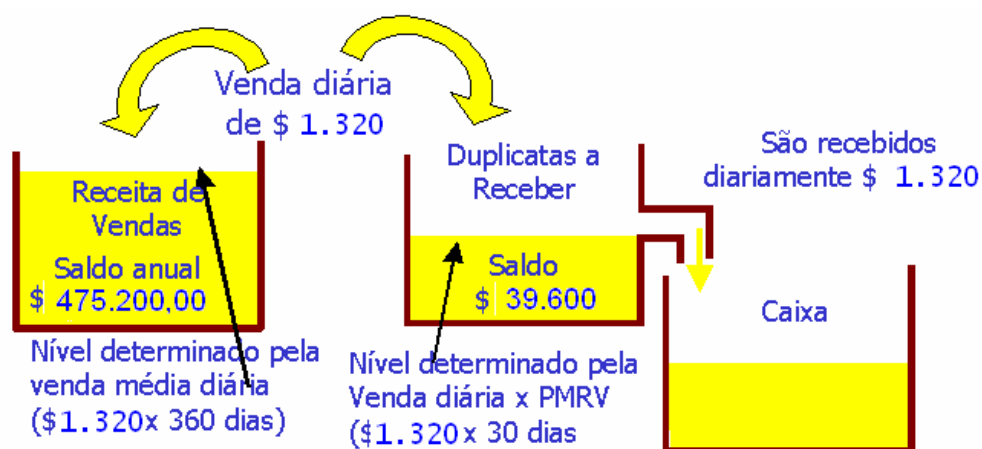 Venda diária
de $ 1.320
Receita de
Vendas
Saldo anual
$ 475.200,00
Nível determinado pela
venda média diária
($1.320x 360 dias)
Duplicatas a
Receber
Saldo
$ 39.600
Nível determinado pela
Venda diária x PMRV
($1.320x 30 dias
São recebidos
diariamente $ 1.320
Caixa